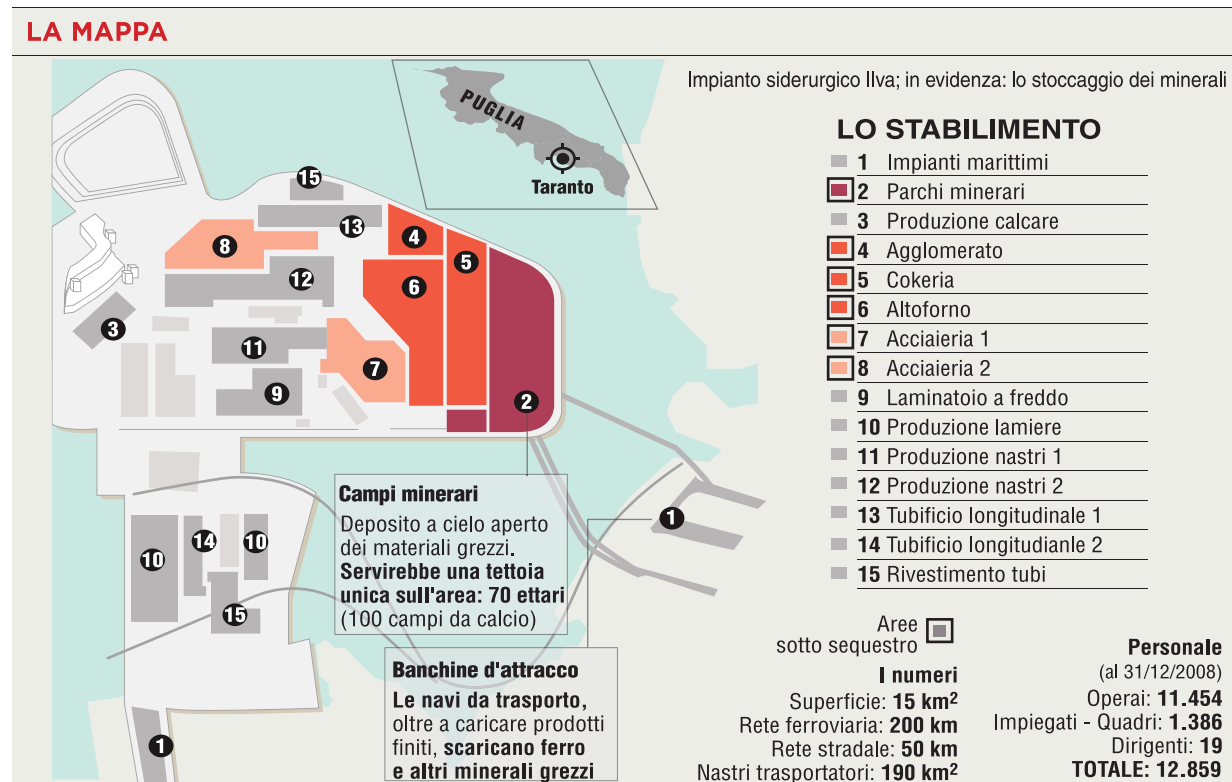 LA MAPPA
Impianto siderurgico Ilva; in evidenza: lo stoccaggio dei minerali
PUGLIA
Taranto
LO STABILIMENTO
1 Impianti marittimi
2 Parchi minerari
3 Produzione calcare
4 Agglomerato
5 Cokeria
6 Altoforno
7 Acciaieria 1
8 Acciaieria 2
9 Laminatoio a freddo
10 Produzione lamiere
11 Produzione nastri 1
12 Produzione nastri 2
13 Tubificio longitudinale 1
14 Tubificio longitudianle 2
15 Rivestimento tubi
15
13
4
8
5
12
6
3
11
7
9
2
Campi minerari
Deposito a cielo aperto
dei materiali grezzi.
Servirebbe una tettoia
unica sull'area: 70 ettari
(100 campi da calcio)
1
10
14
10
15
Banchine d'attracco
Le navi da trasporto,
oltre a caricare prodotti
finiti, scaricano ferro
e altri minerali grezzi
1
Aree
sotto sequestro
I numeri
Superficie: 15 km²
Rete ferroviaria: 200 km
Rete stradale: 50 km
Nastri trasportatori: 190 km²
Personale
(al 31/12/2008)
Operai: 11.454
Impiegati - Quadri: 1.386
Dirigenti: 19
TOTALE: 12.859